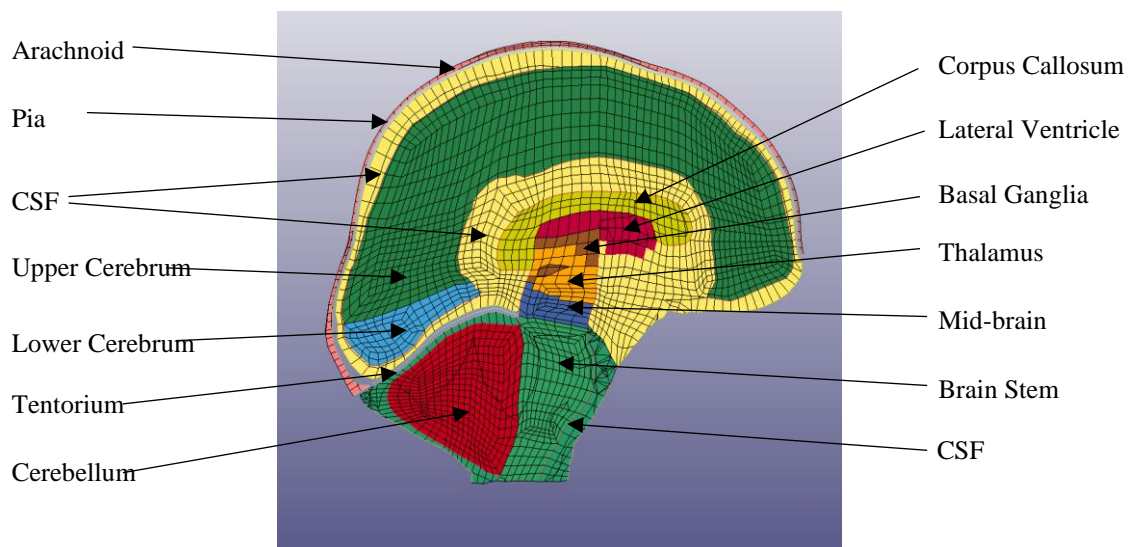 Arachnoid
Pia
CSF
Upper Cerebrum
Lower Cerebrum
Tentorium
Cerebellum
Corpus Callosum
Lateral Ventricle
Basal Ganglia
Thalamus
Mid-brain
Brain Stem
CSF